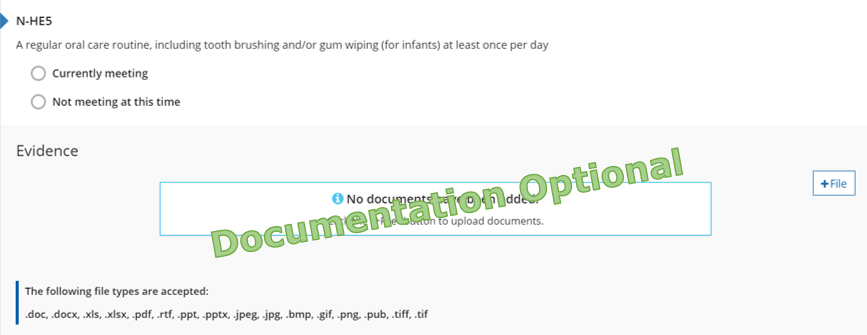 N-HE5
A regular oral care routine, including tooth brushing and/or gum wiping (for infants) at least once per day
Currently meeting
Not meeting at this time
Evidence
+File
No documents have been added.
button to upload documents.
Documentation Optional
The following file types are accepted:
.doc, .docx, .xls, .xlsx, .pdf, .rtf, .ppt, .pptx, .jpeg, .jpg, .bmp, .gif, .png, .pub, .tiff, .tif